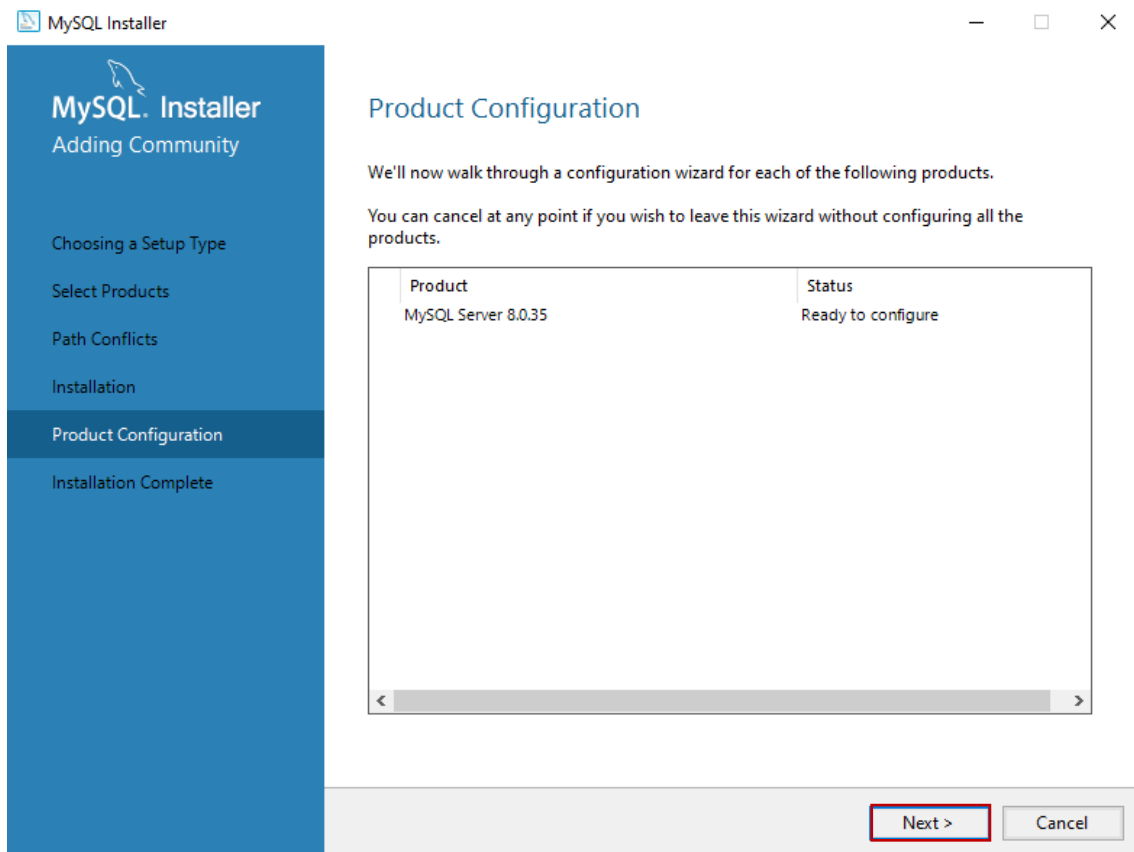 MySQL Installer
MySQL. Installer
Adding Community
Choosing a Setup Type
Select Products
Path Conflicts
Installation
Product Configuration
Installation Complete
Product Configuration
We'll now walk through a configuration wizard for each of the following products.
You can cancel at any point if you wish to leave this wizard without configuring all the
products.
Product Status
MySQL Server 8.0.35 Ready to configure
Next > Cancel